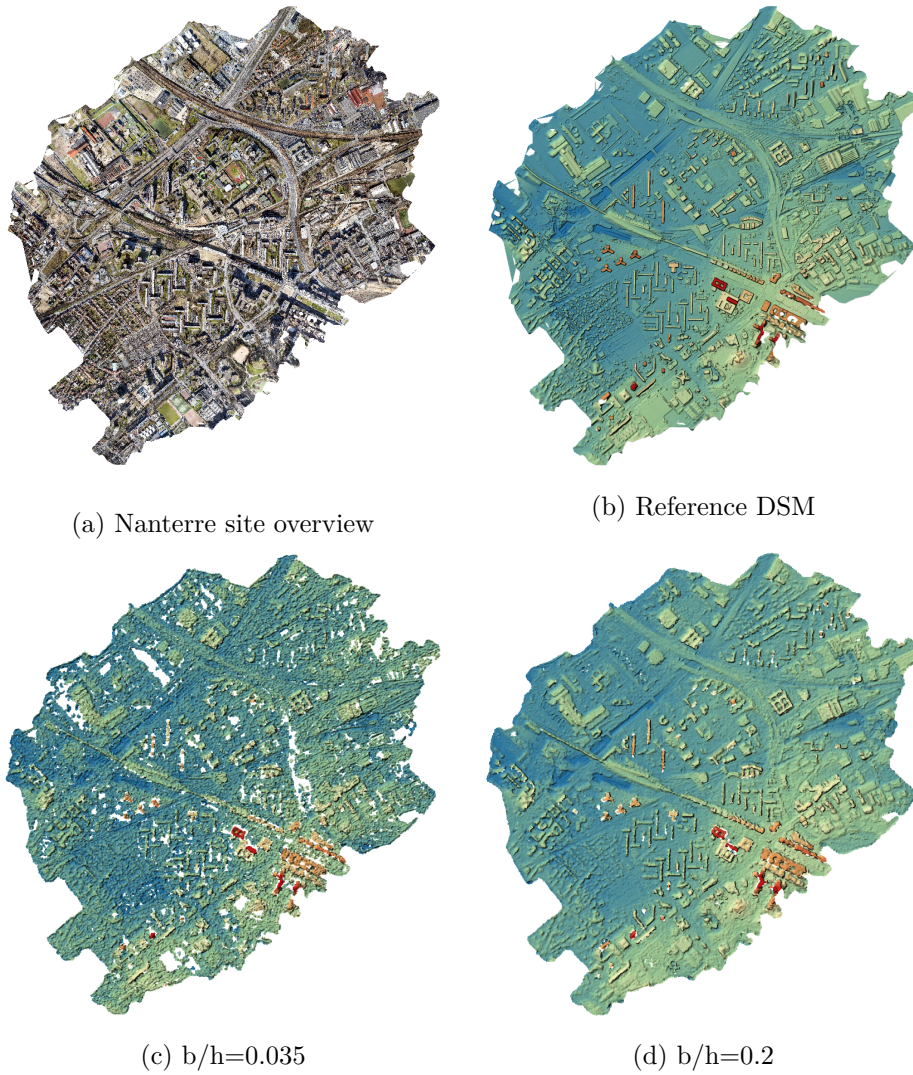 (a) Nanterre site overview
(b) Reference DSM
(c) b/h=0.035
(d) b/h=0.2